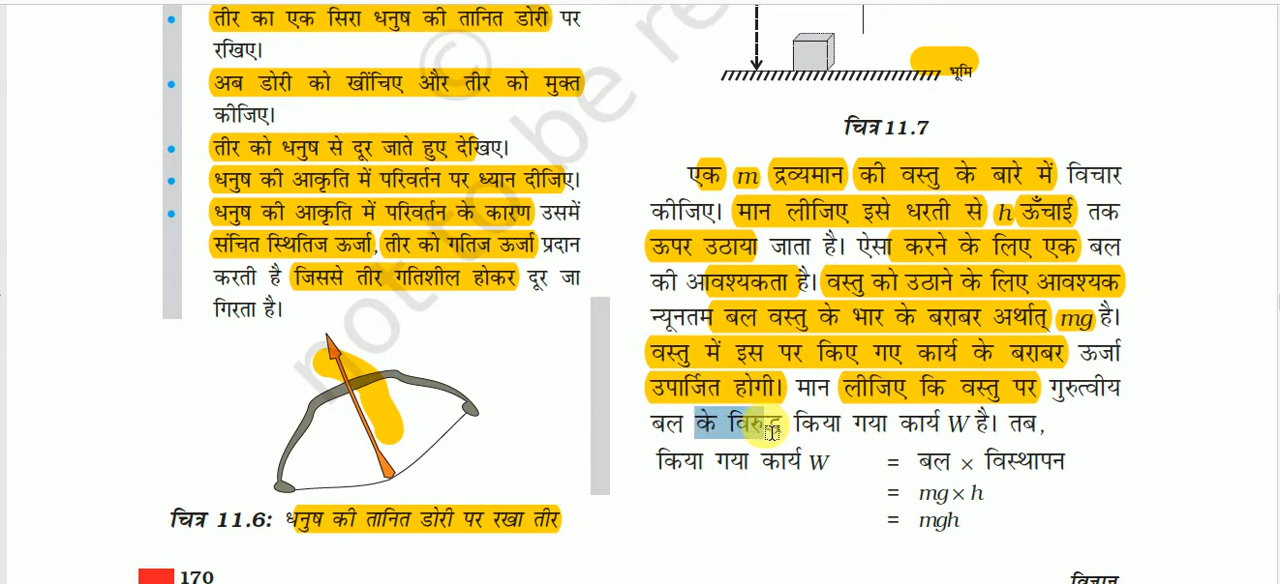 तीर का एक सिरा धनुष की तानित डोरी पर
रखिए।
अब डोरी को खींचिए और तीर को मुक्त
कीजिए।
तीर को धनुष से दूर जाते हुए देखिए।
धनुष की आकृति में परिवर्तन पर ध्यान दीजिए।
धनुष की आकृति में परिवर्तन के कारण उसमें
संचित स्थितिज ऊर्जा, तीर को गतिज ऊर्जा प्रदान
करती है जिससे तीर गतिशील होकर दूर जा
गिरता है।
चित्र 11.6: धनुष की तानित डोरी पर रखा तीर
170
भूमि
चित्र 11.7
एक m द्रव्यमान की वस्तु के बारे में विचार
कीजिए। मान लीजिए इसे धरती से h ऊँचाई तक
ऊपर उठाया जाता है। ऐसा करने के लिए एक बल
की आवश्यकता है। वस्तु को उठाने के लिए आवश्यक
न्यूनतम बल वस्तु के भार के बराबर अर्थात् mg है।
वस्तु में इस पर किए गए कार्य के बराबर ऊर्जा
उपार्जित होगी। मान लीजिए कि वस्तु पर गुरुत्वीय
बल के विरुद्ध किया गया कार्य W है। तब,
किया गया कार्य W = बल × विस्थापन
= mg × h
= mgh
विज्ञान
© not to be re